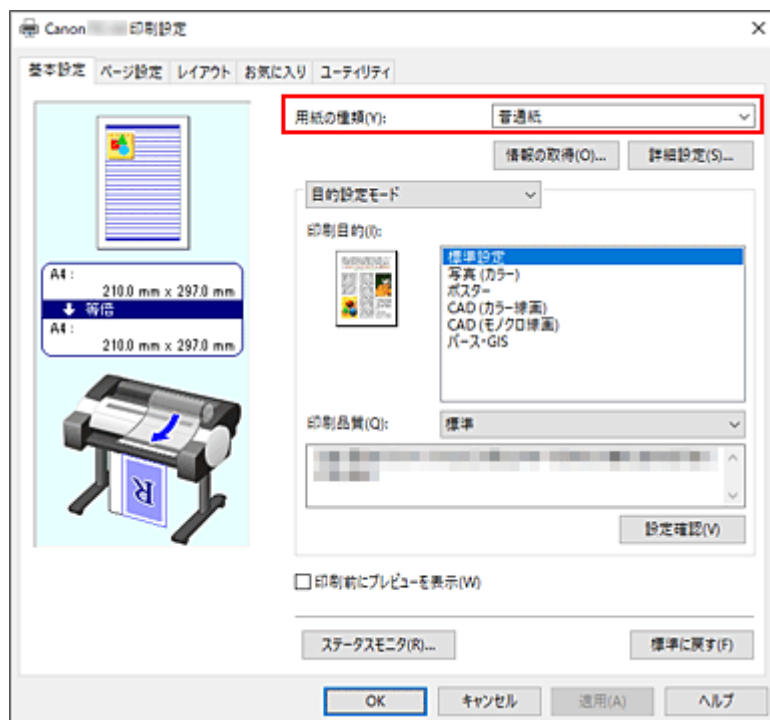 Canon 印刷設定
基本設定 ページ設定 レイアウト お気に入り ユーティリティ
用紙の種類(Y): 普通紙
情報の取得(O)... 詳細設定(S)...
目的設定モード
印刷目的(I):
標準設定
写真 (カラー)
ポスター
CAD (カラー線画)
CAD (モノクロ線画)
パース・GIS
A4 :
210.0 mm x 297.0 mm
等倍
A4 :
210.0 mm x 297.0 mm
R
印刷品質(Q): 標準
設定確認(V)
印刷前にプレビューを表示(W)
ステータスモニタ(R)... 標準に戻す(F)
OK キャンセル 適用(A) ヘルプ